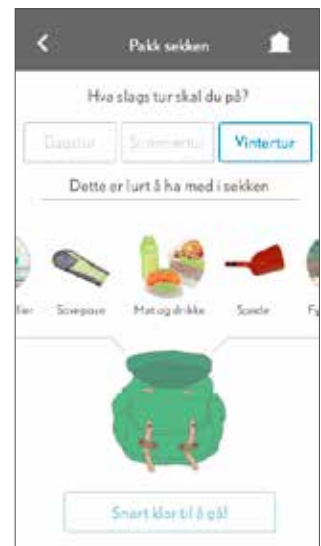 Pakk sekken
Hva slags tur skal du på?
Dagstur Sommertur Vintertur
Dette er lurt å ha med i sekken
Sovepose Mat og drikke Spade
Snart klar til å gå!